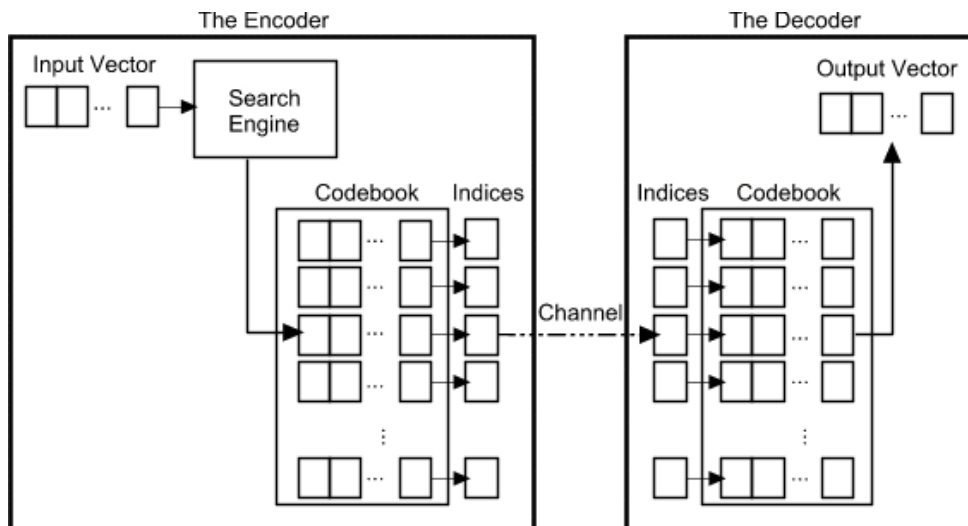 The Encoder
Input Vector
...
Search
Engine
Codebook
Indices
...
...
...
...
...
...
Channel
The Decoder
Output Vector
...
Indices
Codebook
...
...
...
...
...
...